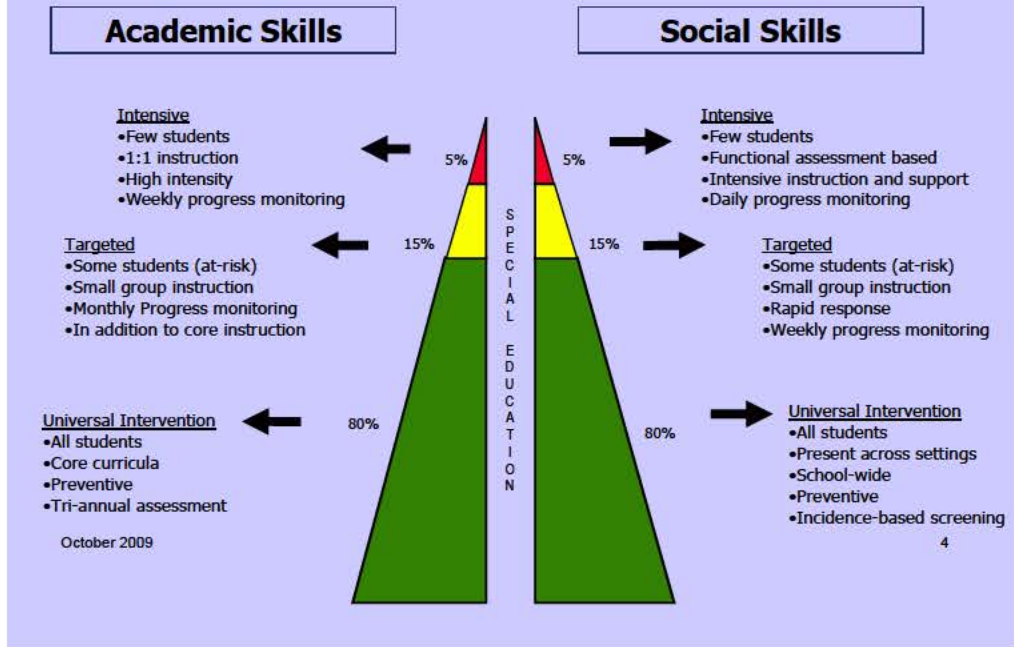 Academic Skills
Intensive
•Few students
•1:1 instruction
•High intensity
•Weekly progress monitoring
5%
Targeted
•Some students (at-risk)
•Small group instruction
•Monthly Progress monitoring
•In addition to core instruction
15%
Universal Intervention
•All students
•Core curricula
•Preventive
•Tri-annual assessment
80%
October 2009
SPECIAL EDUCATION
Social Skills
5%
Intensive
•Few students
•Functional assessment based
•Intensive instruction and support
•Daily progress monitoring
15%
Targeted
•Some students (at-risk)
•Small group instruction
•Rapid response
•Weekly progress monitoring
80%
Universal Intervention
•All students
•Present across settings
•School-wide
•Preventive
•Incidence-based screening
4